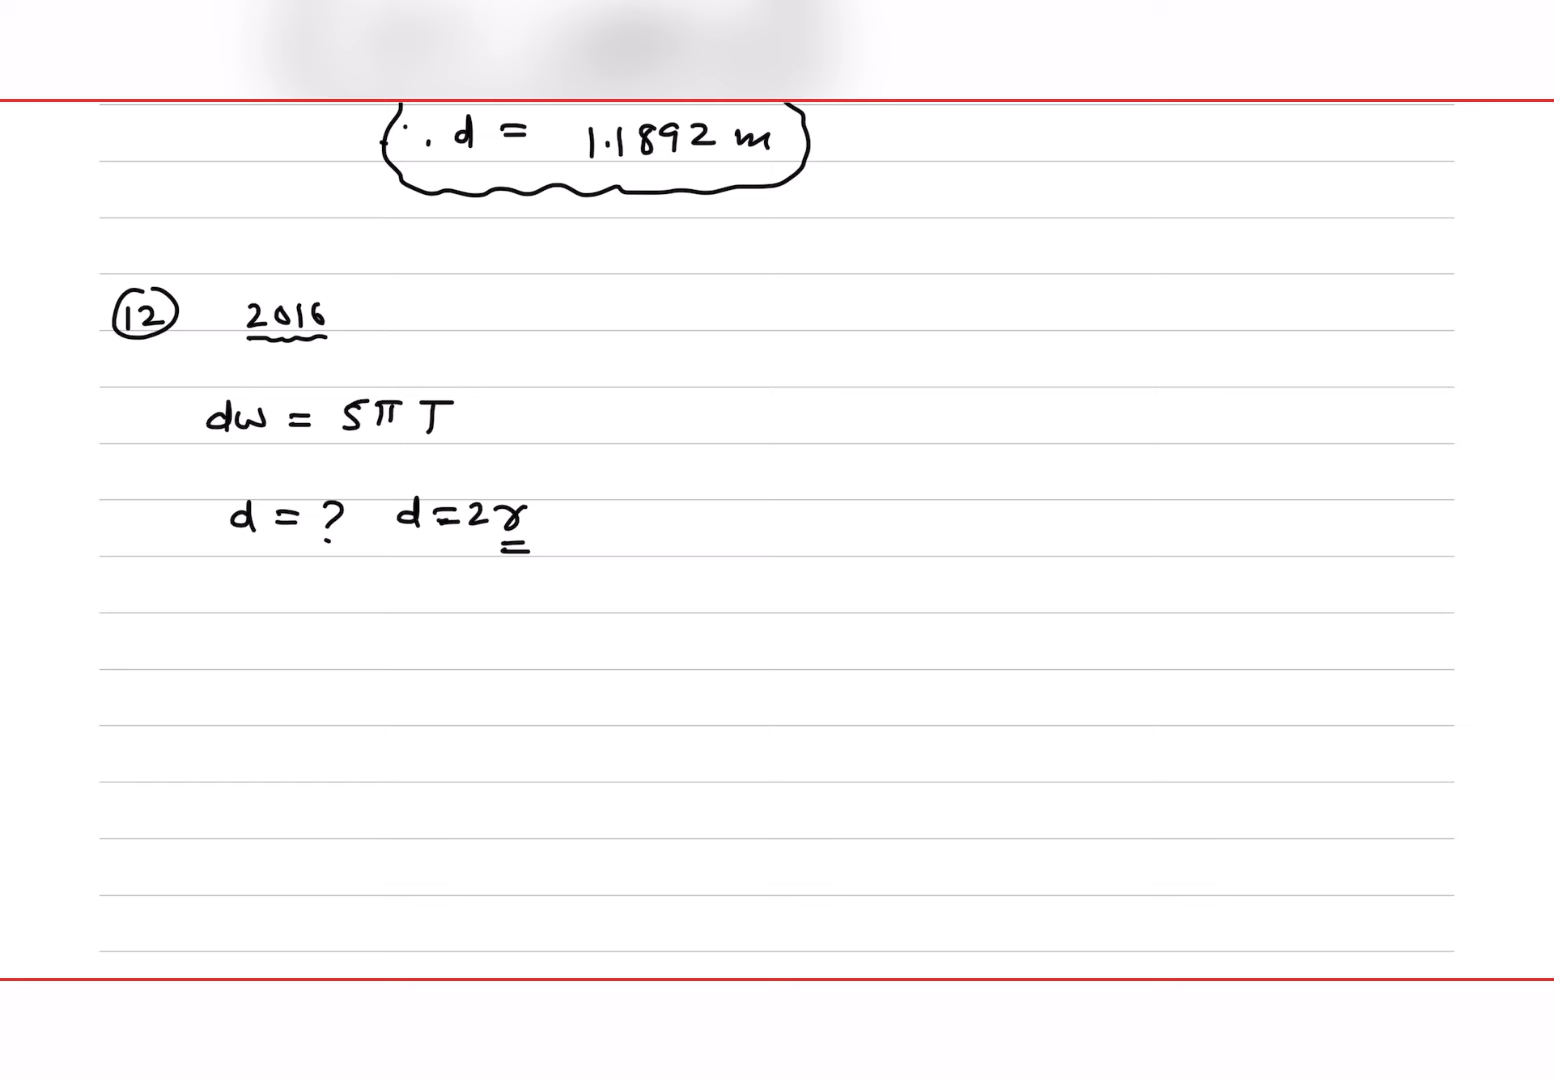 ∴ d = 1.1892 m
12 2016
dw = 5π T
d = ? d = 2r